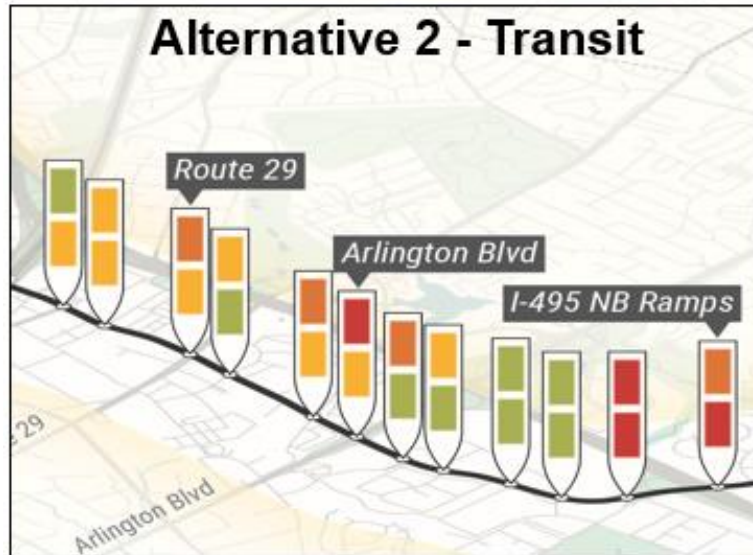 Alternative 2 - Transit
Route 29
Arlington Blvd
I-495 NB Ramps
29
Arlington Blvd